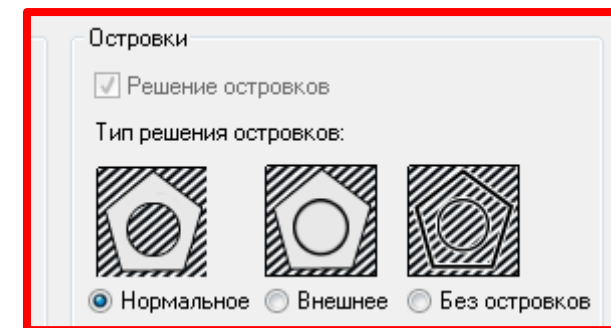 Островки
Решение островков
Тип решения островков:
Нормальное Внешнее Без островков